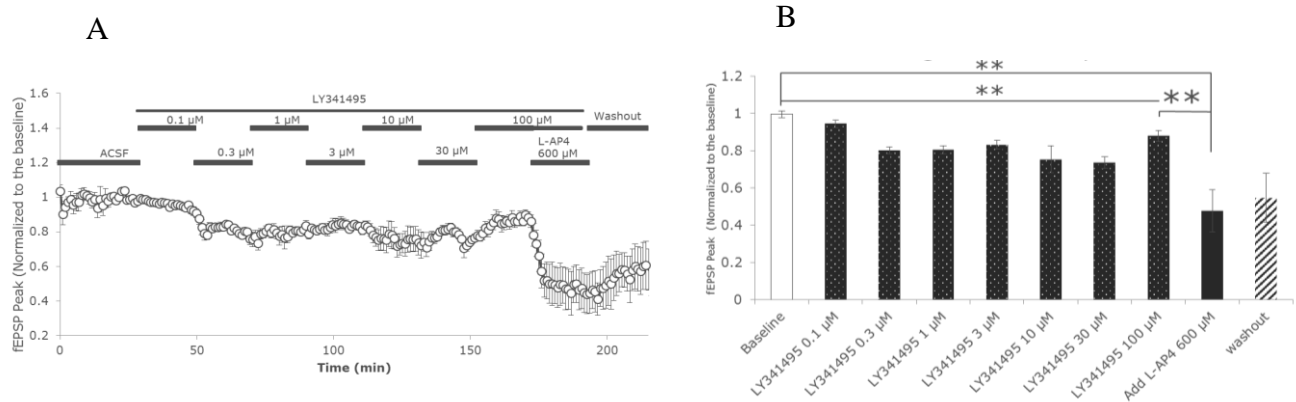 A
fEPSP Peak (Normalized to the baseline)
1.6
1.4
1.2
1
0.8
0.6
0.4
0.2
LY341495
0.1 µM
1 µM
10 µM
100 µM
Washout
ACSF
0.3 µM
3 µM
30 µM
L-AP4
600 µM
0
50
100
150
200
Time (min)
B
fEPSP Peak (Normalized to the baseline)
1.2
1
0.8
0.6
0.4
0.2
0
**
**
**
Baseline
LY341495 0.1 µM
LY341495 0.3 µM
LY341495 1 µM
LY341495 3 µM
LY341495 10 µM
LY341495 30 µM
LY341495 100 µM
Add L-AP4 600 µM
washout